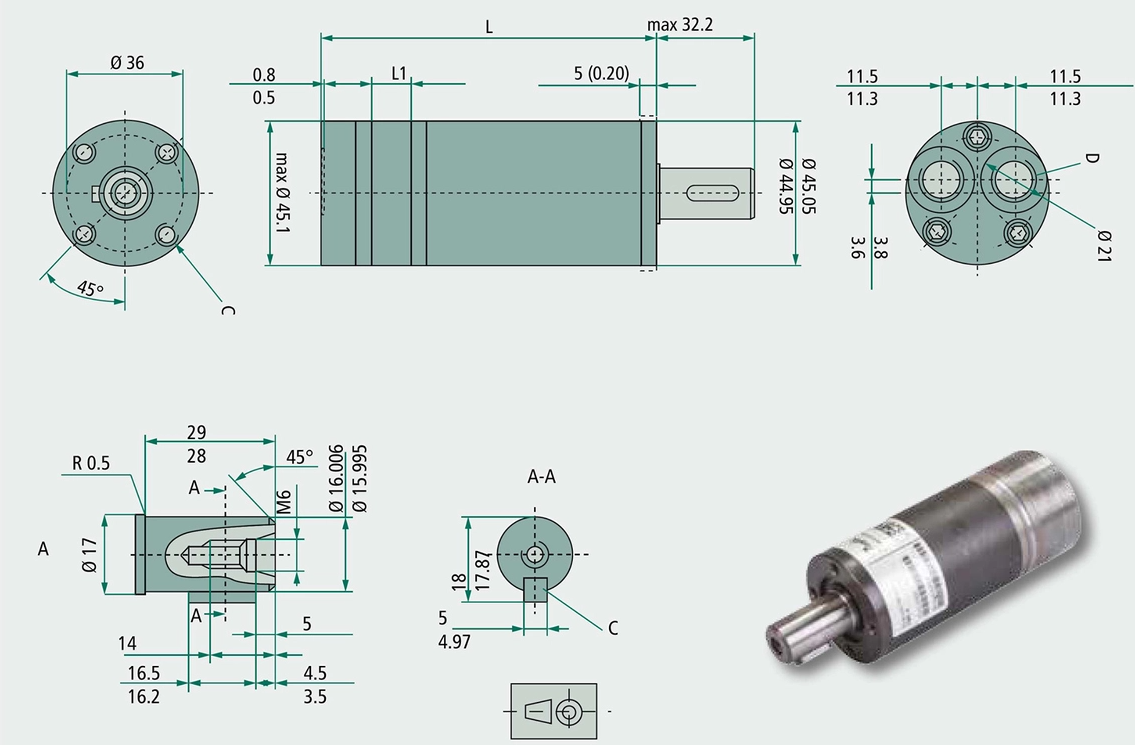 L
max 32.2
Ø 36
0.8
0.5
L1
5 (0.20)
11.5
11.3
11.5
11.3
max Ø 45.1
Ø 45.05
Ø 44.95
D
3.8
3.6
Ø 21
45°
C
29
28
45°
R 0.5
A
M6
Ø 16.006
Ø 15.995
A-A
A
Ø 17
18
17.87
A
5
14
5
4.97
C
16.5
16.2
4.5
3.5